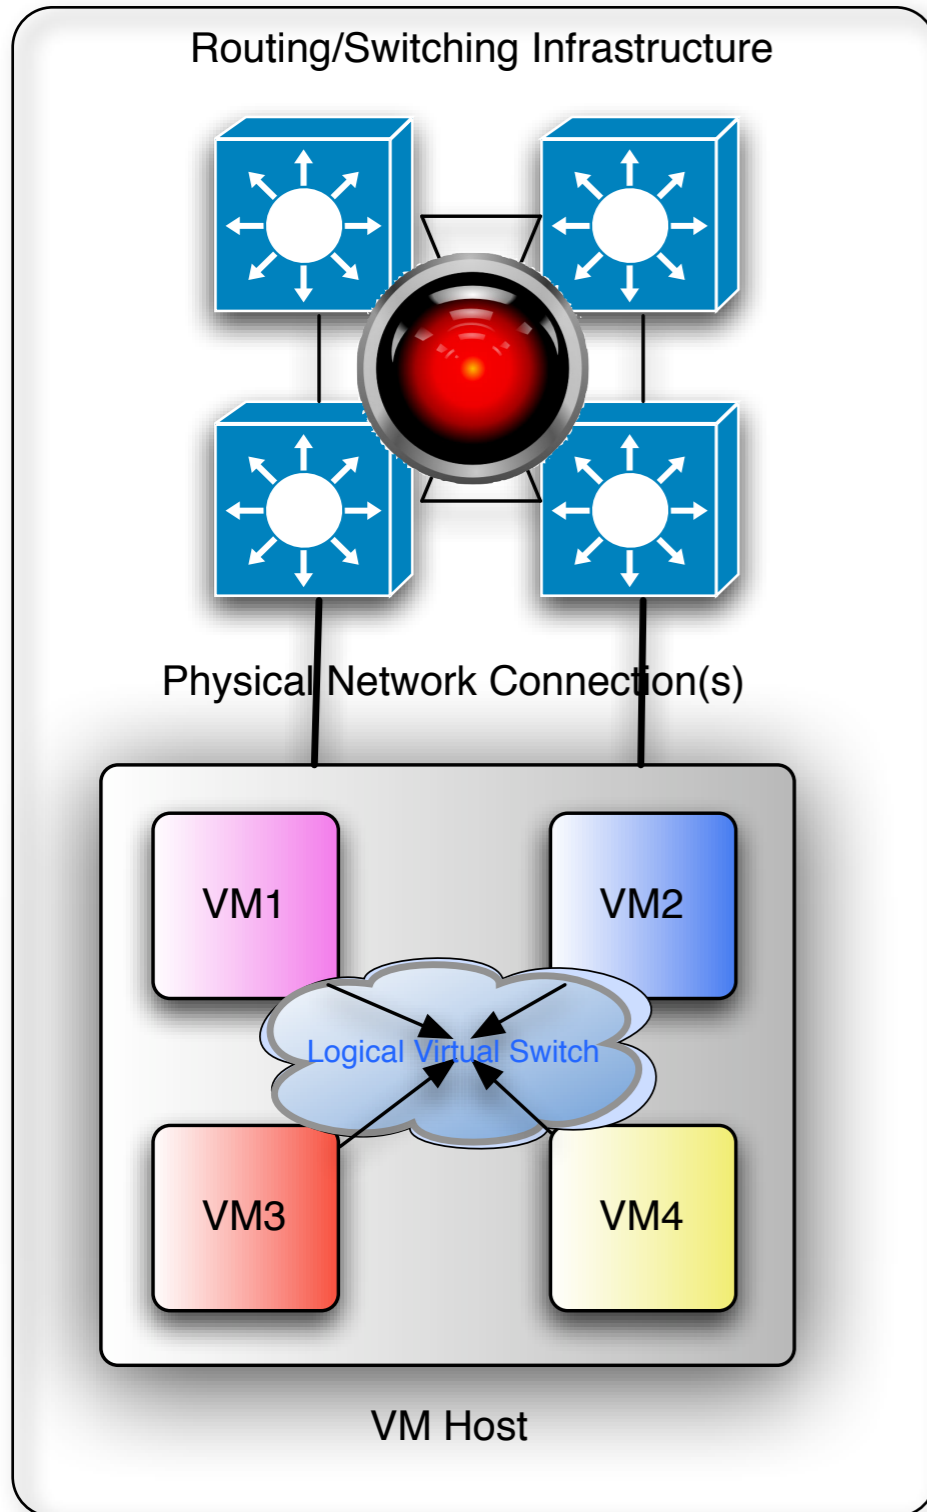 Routing/Switching Infrastructure
Physical Network Connection(s)
VM1
VM2
Logical Virtual Switch
VM3
VM4
VM Host